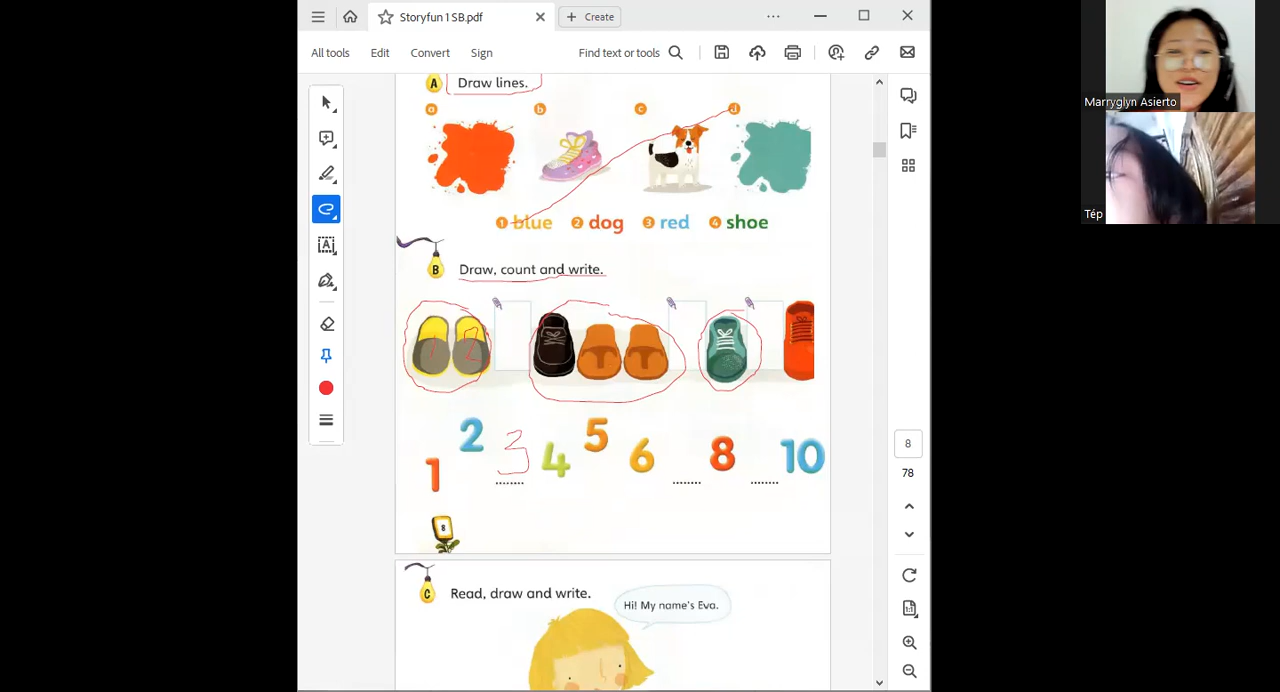 Storyfun 1SB.pdf
Create
All tools Edit Convert Sign Find text or tools
A Draw lines.
a b c d
1 blue 2 dog 3 red 4 shoe
B Draw, count and write.
1 2
1 2 3 4 5 6 ........ 8 ........ 10
8
C Read, draw and write.
Hi! My name's Eva.
8
78
Marryglyn Asierto
Tép